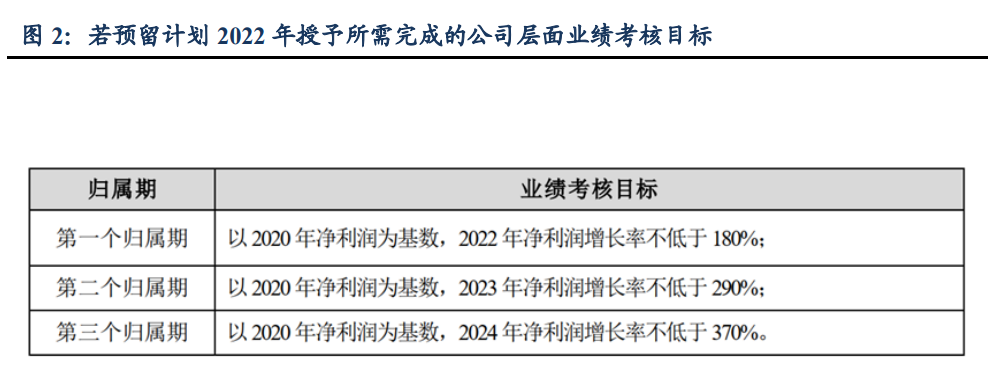 图 2：若预留计划 2022 年授予所需完成的公司层面业绩考核目标
归属期 业绩考核目标
第一个归属期 以 2020 年净利润为基数，2022 年净利润增长率不低于 180%；
第二个归属期 以 2020 年净利润为基数，2023 年净利润增长率不低于 290%；
第三个归属期 以 2020 年净利润为基数，2024 年净利润增长率不低于 370%。